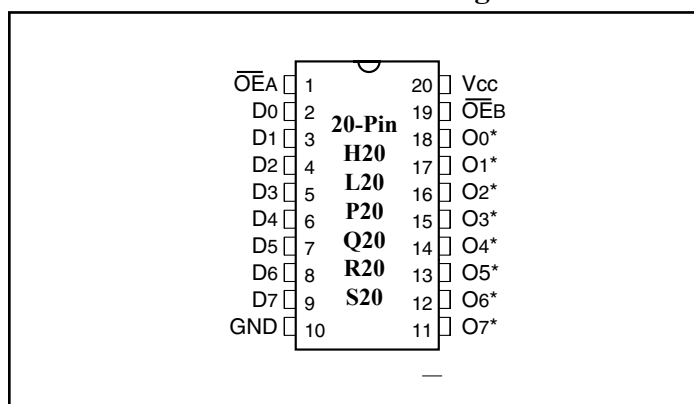 O̅E̅A 1 20 Vcc
D0 2 19 O̅E̅B
D1 3 20-Pin 18 O0*
D2 4 H20 17 O1*
D3 5 L20 16 O2*
D4 6 P20 15 O3*
D5 7 Q20 14 O4*
D6 8 R20 13 O5*
D7 9 S20 12 O6*
GND 10 11 O7*